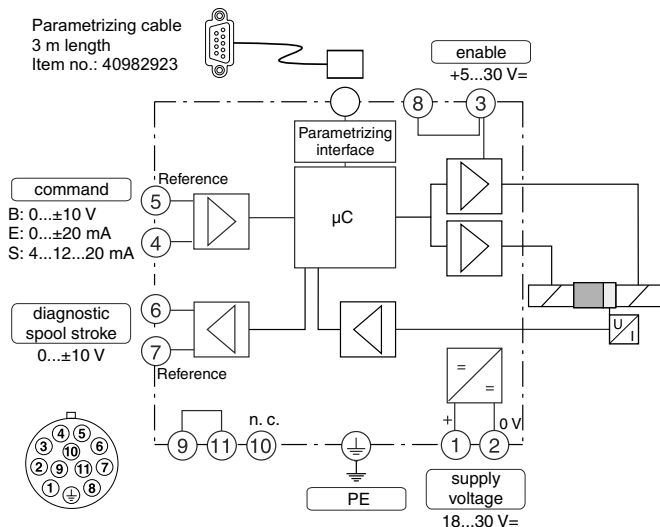 Parametrizing cable
3 m length
Item no.: 40982923
enable
+5...30 V=
8
3
Parametrizing
interface
command
B: 0...±10 V
E: 0...±20 mA
S: 4...12...20 mA
Reference
5
4
µC
diagnostic
spool stroke
0...±10 V
6
7
Reference
U
I
=
=
+
0 V
n. c.
9
11
10
1
2
PE
supply
voltage
18...30 V=
4
5
3
10
6
2
9
11
7
1
8